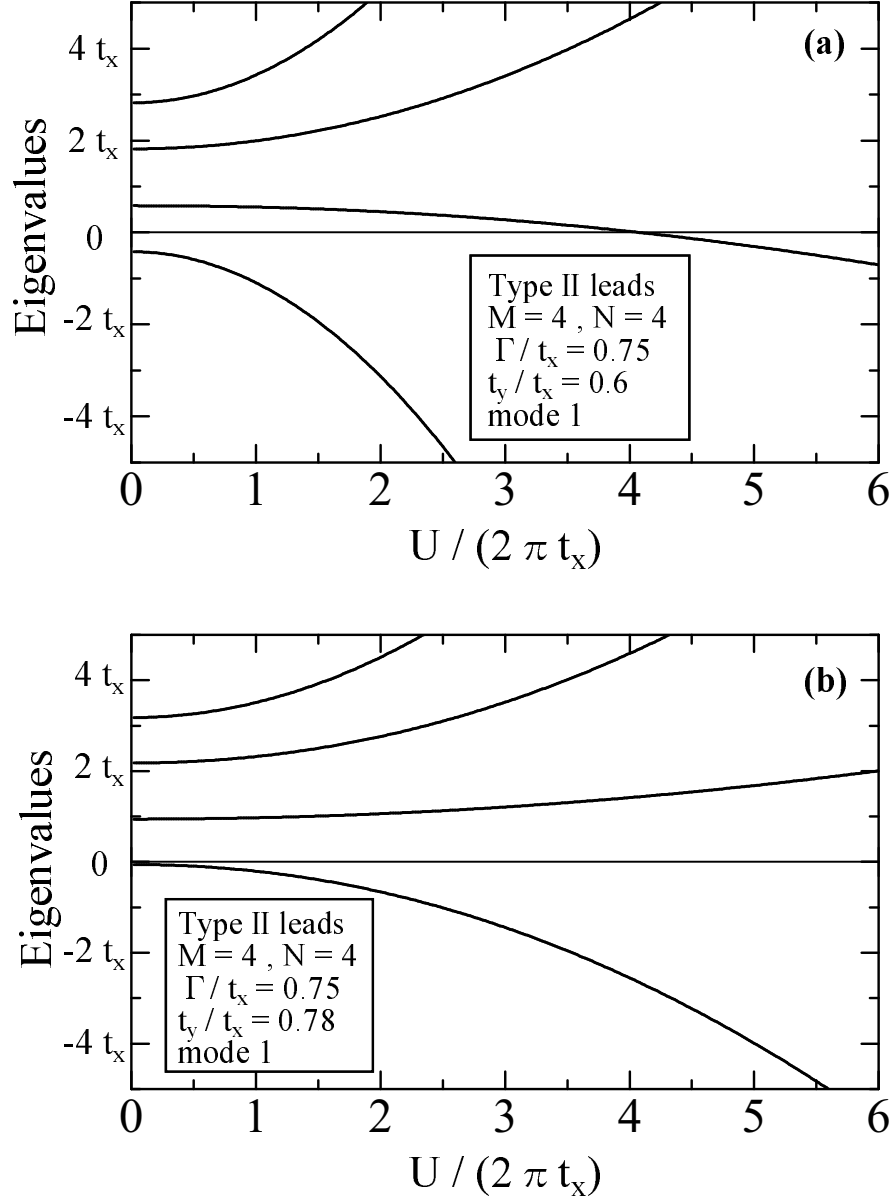 (a)
4 tx
2 tx
0
-2 tx
-4 tx
Eigenvalues
Type II leads
M = 4 , N = 4
Γ / tx = 0.75
ty / tx = 0.6
mode 1
0 1 2 3 4 5 6
U / (2 π tx)
(b)
4 tx
2 tx
0
-2 tx
-4 tx
Eigenvalues
Type II leads
M = 4 , N = 4
Γ / tx = 0.75
ty / tx = 0.78
mode 1
0 1 2 3 4 5 6
U / (2 π tx)